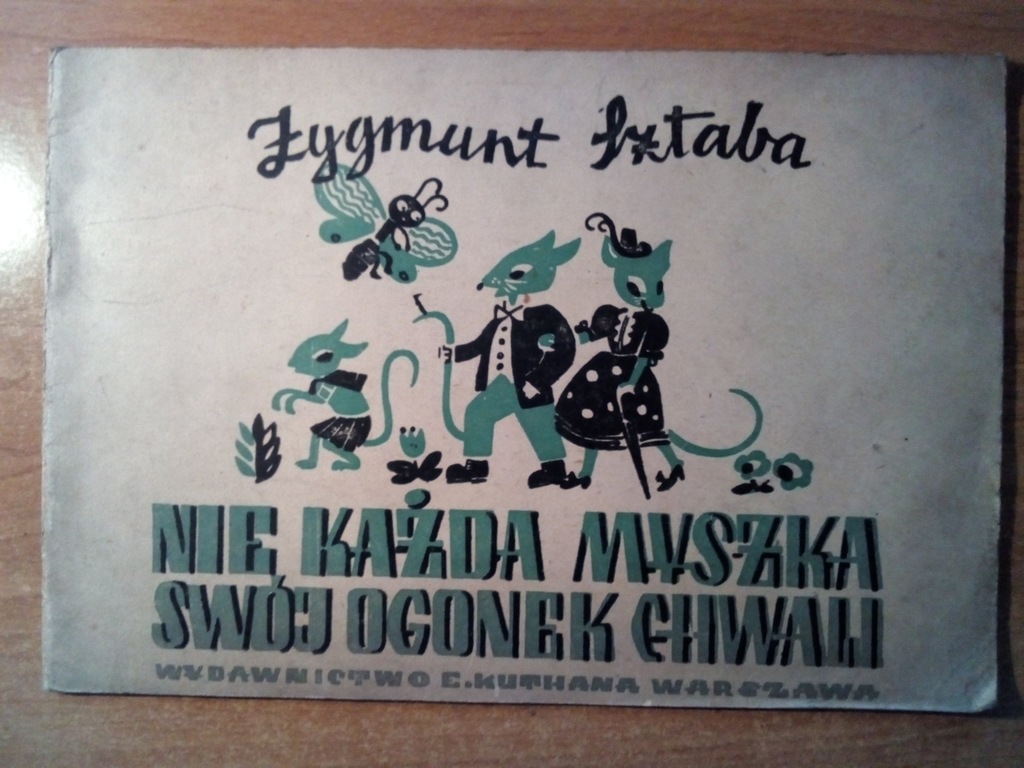 Zygmunt Sztaba
NIE KAŻDA MYSZKA
SWÓJ OGONEK CHWALI
WYDAWNICTWO E. KUTHANA WARSZAWA